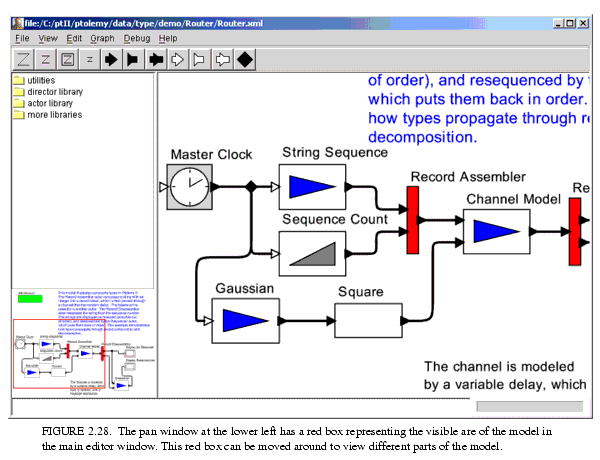 file:/C:/ptII/ptolemy/data/type/demo/Router/Router.xml
File View Edit Graph Debug Help
utilities
director library
actor library
more libraries
of order), and resequenced by
which puts them back in order.
how types propagate through re
decomposition.
Master Clock
String Sequence
Record Assembler
Channel Model
Re
Sequence Count
Gaussian
Square
The channel is modeled
by a variable delay, which
FIGURE 2.28. The pan window at the lower left has a red box representing the visible are of the model in
the main editor window. This red box can be moved around to view different parts of the model.